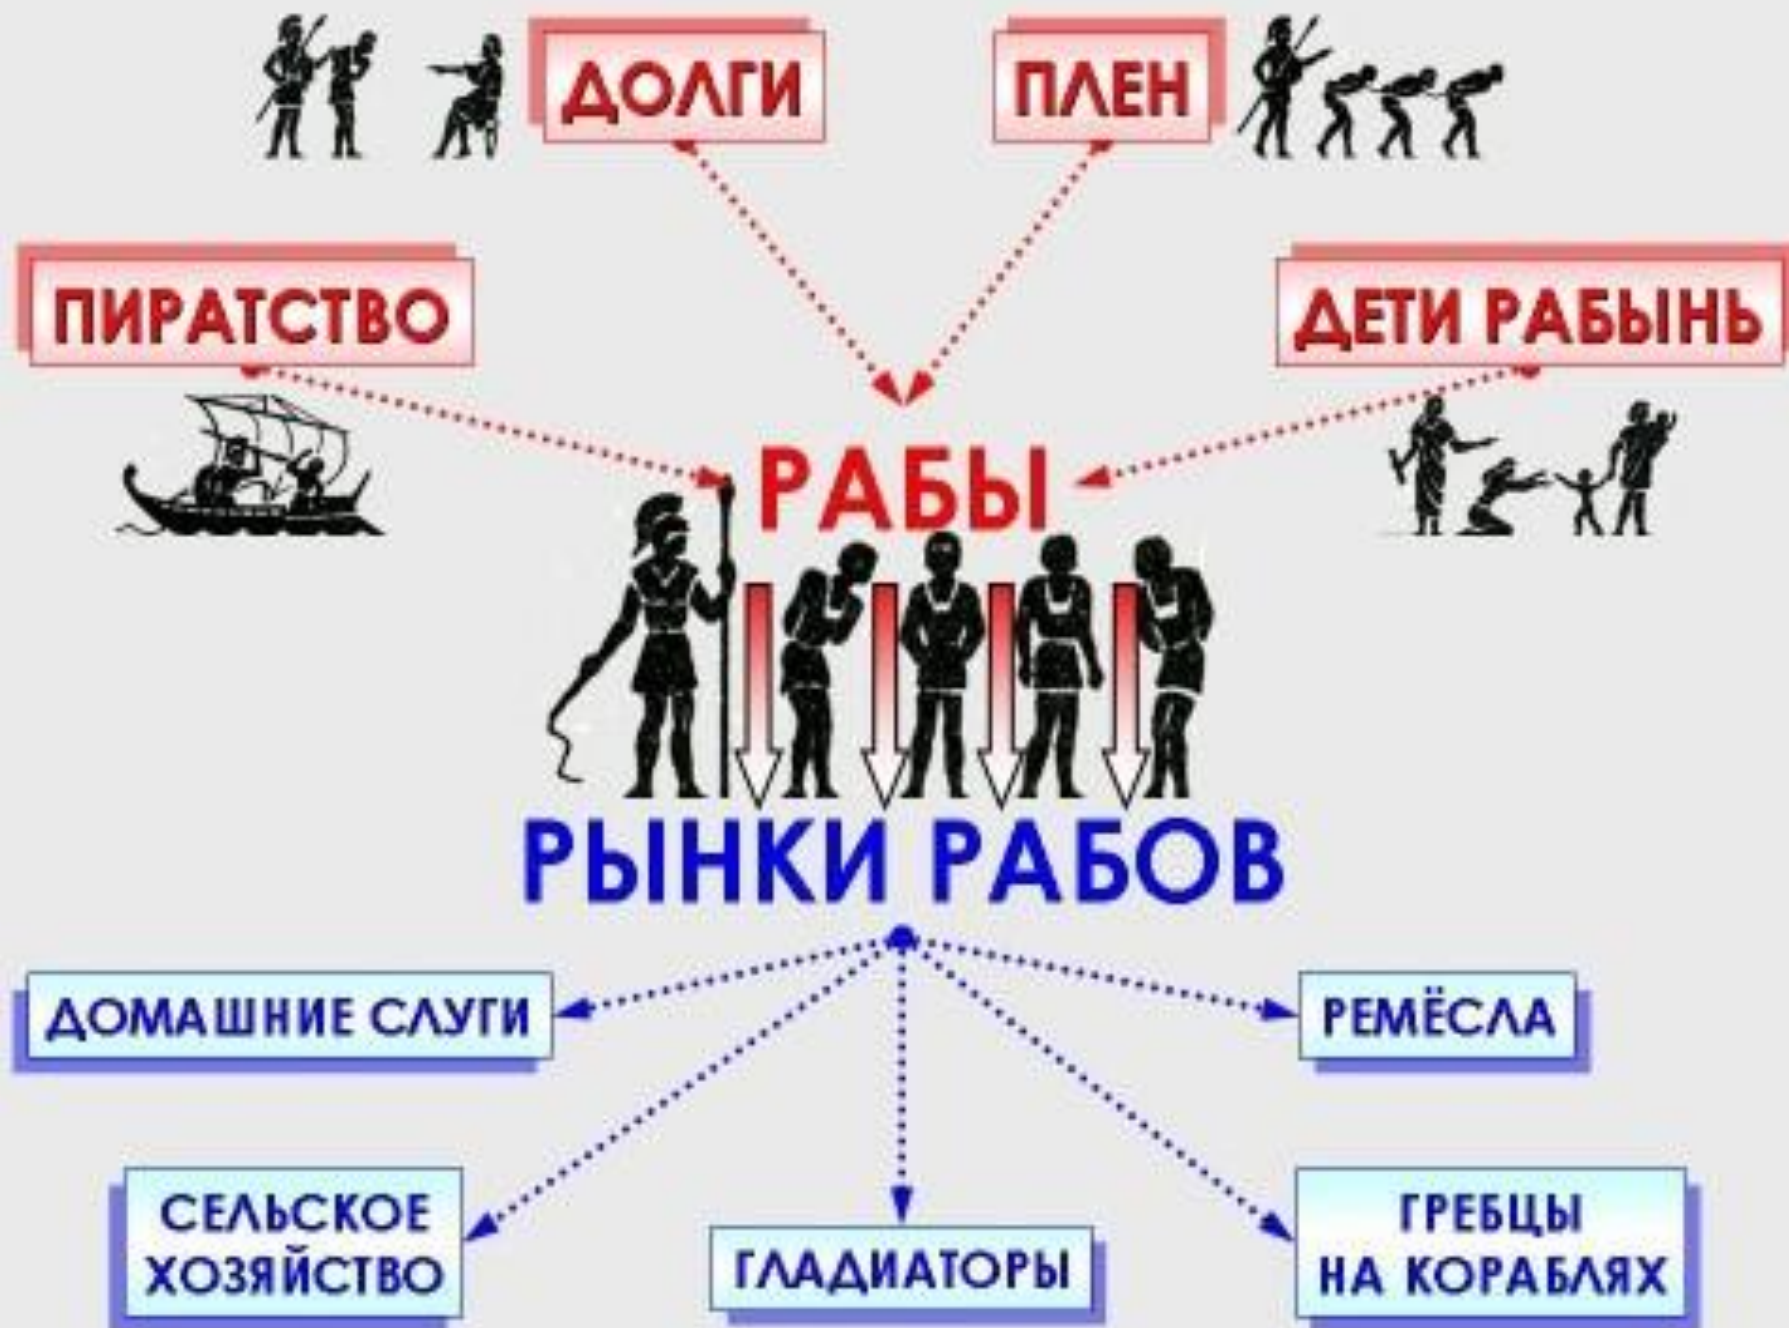 ДОЛГИ
ПЛЕН
ПИРАТСТВО
ДЕТИ РАБЫНЬ
РАБЫ
РЫНКИ РАБОВ
ДОМАШНИЕ СЛУГИ
РЕМЁСЛА
СЕЛЬСКОЕ
ХОЗЯЙСТВО
ГЛАДИАТОРЫ
ГРЕБЦЫ
НА КОРАБЛЯХ